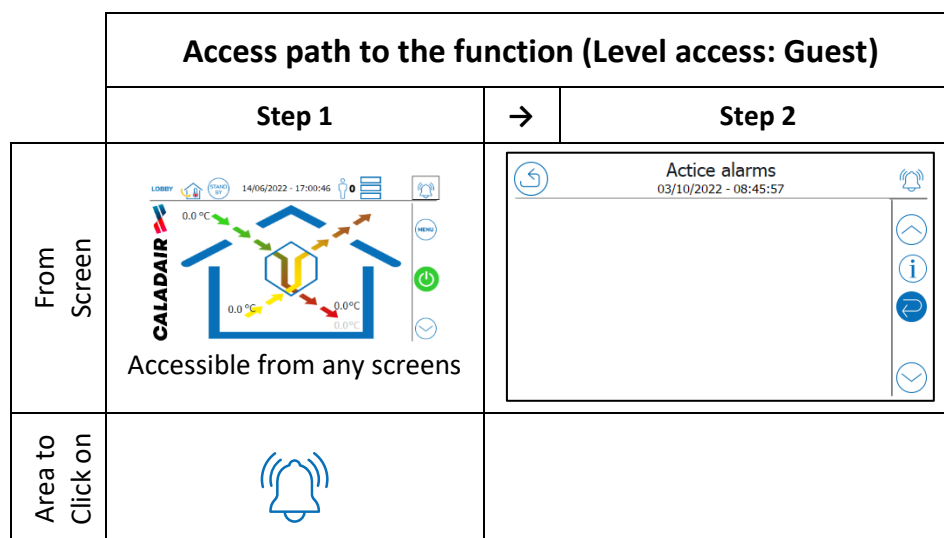 Access path to the function (Level access: Guest)
Step 1 → Step 2
From
Screen
LOBBY STAND BY 14/06/2022 - 17:00:46 0
0.0 °C MENU
CALADAIR
0.0 °C 0.0°C
0.0°C
Accessible from any screens
Actice alarms
03/10/2022 - 08:45:57
i
Area to
Click on